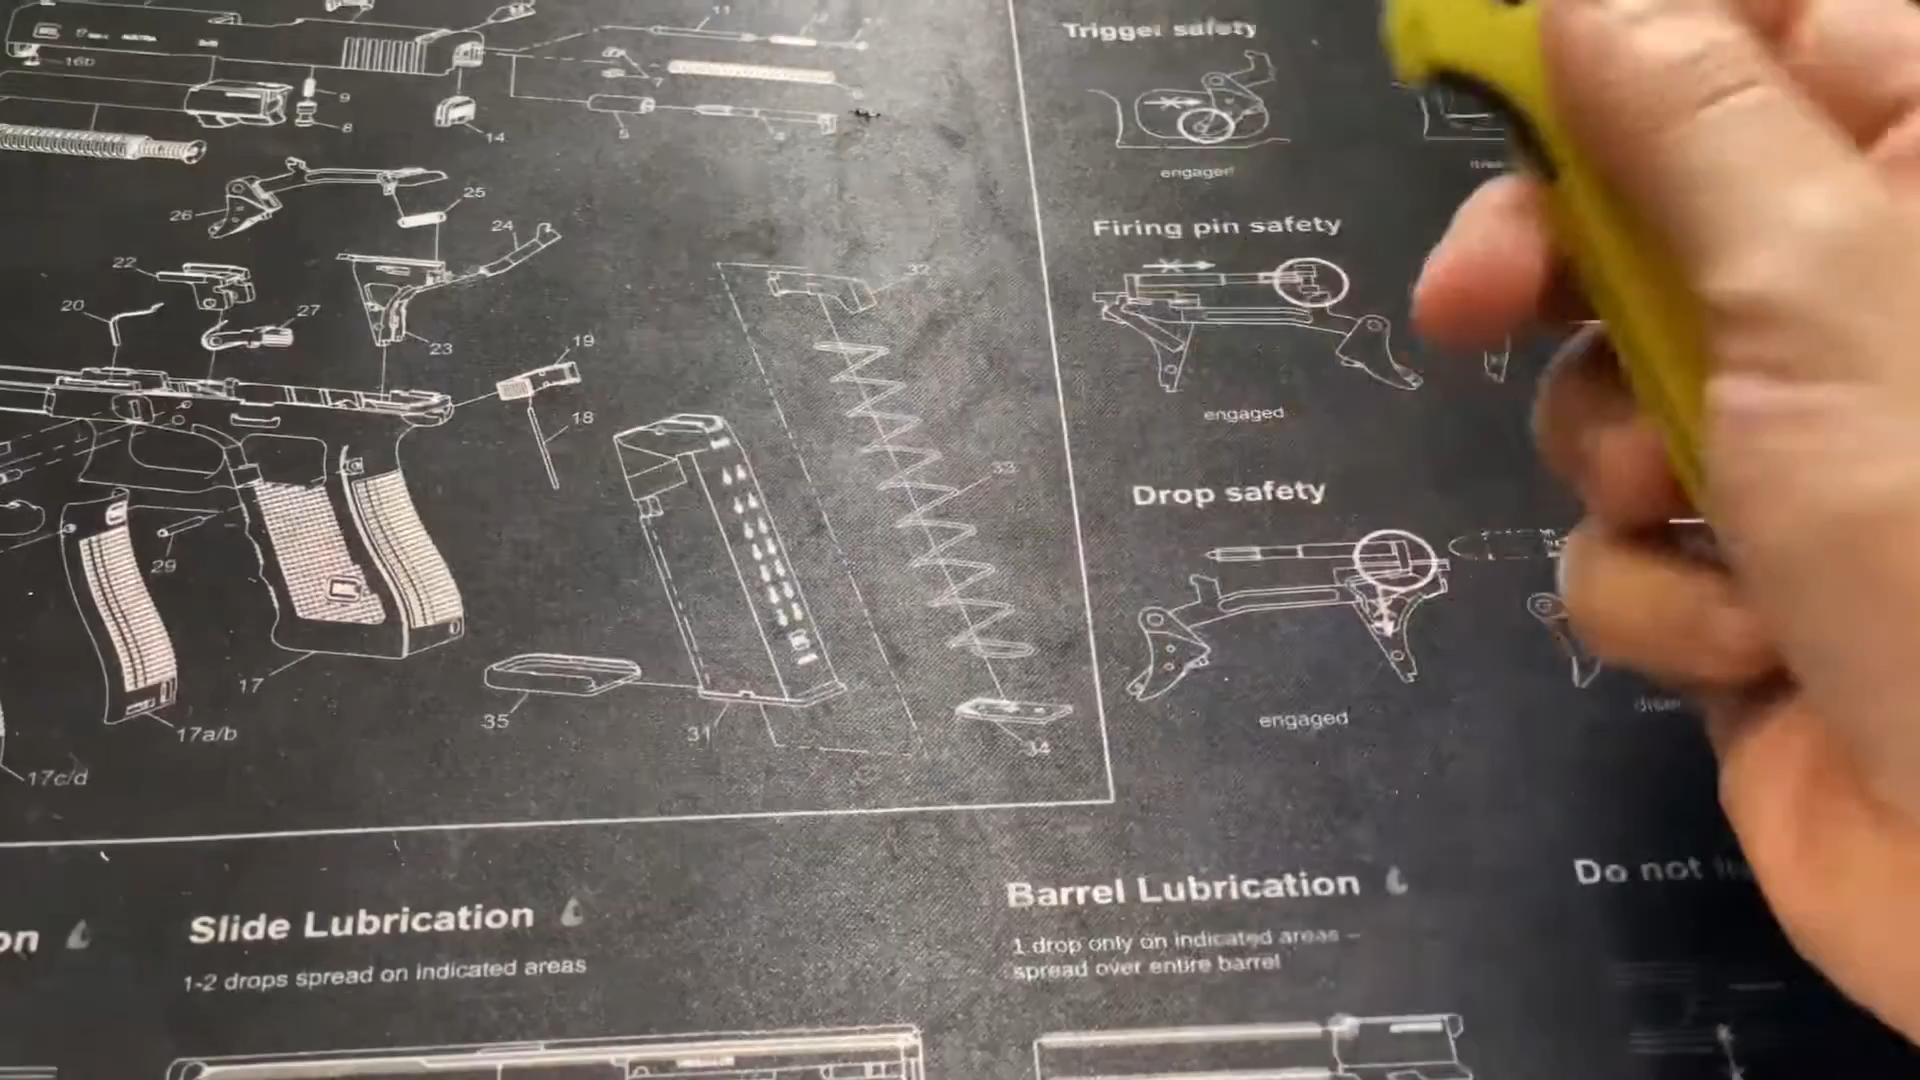 11
Trigger safety
AUSTRIA
16b
9
7
8
14
5
engaged
25
26
24
Firing pin safety
22
32
20
27
23
19
engaged
18
33
Drop safety
29
17
35
31
engaged
17a/b
34
17c/d
Do not
Barrel Lubrication
Slide Lubrication
on
1 drop only on indicated areas –
spread over entire barrel
1-2 drops spread on indicated areas